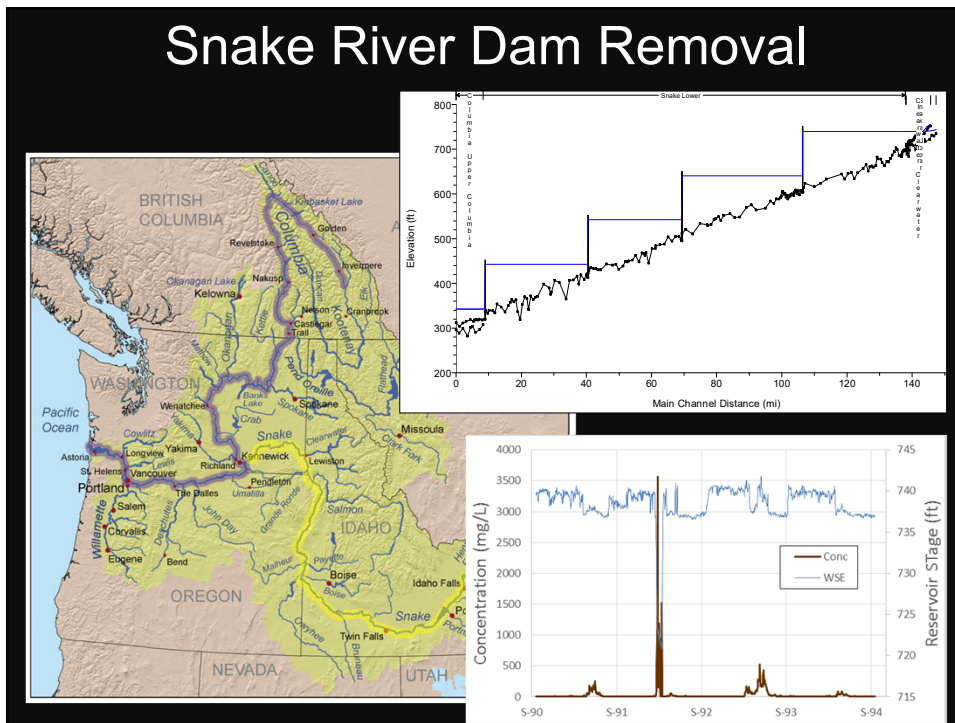 Snake River Dam Removal
Columbia Upper Columbia
Snake Lower
800
700
600
500
400
300
200
Elevation (ft)
0
20
40
60
80
100
120
140
Main Channel Distance (mi)
BRITISH
COLUMBIA
Canoe
Kinbasket Lake
Golden
Columbia
Revelstoke
Invermere
Nakusp
Duncan
Elk
Okanagan Lake
Kelowna
Kootenay
Cranbrook
Nelson
Castlegar
Trail
Okanagan
Kettle
Methow
Pend Oreille
Flathead
WASHINGTON
Banks
Lake
Spokane
Spokane
Wenatchee
Crab
Clark Fork
Missoula
Pacific
Ocean
Cowlitz
Yakima
Yakima
Snake
Clearwater
Astoria
Longview
Lewis
Richland
Kennewick
Lewiston
St. Helens
Vancouver
Portland
Pendleton
The Dalles
Umatilla
Grande Ronde
Salmon
Salem
Willamette
Deschutes
John Day
IDAHO
Corvallis
Eugene
Bend
Malheur
Payette
Boise
Boise
Idaho Falls
OREGON
Snake
Owyhee
Twin Falls
Bruneau
NEVADA
UTAH
4000
3500
3000
2500
2000
1500
1000
500
0
Concentration (mg/L)
745
740
735
730
725
720
715
Reservoir STage (ft)
Conc
WSE
S-90
S-91
S-92
S-93
S-94